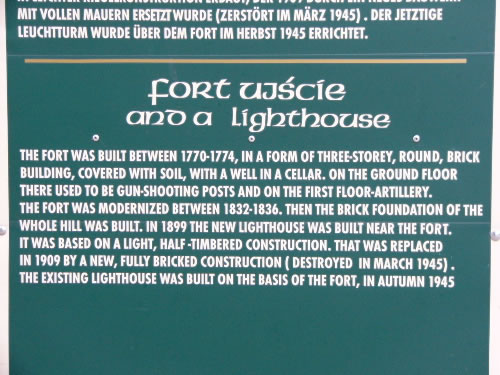 MIT VOLLEN MAUERN ERSETZT WURDE (ZERSTÖRT IM MÄRZ 1945) . DER JETZTIGE
LEUCHTTURM WURDE ÜBER DEM FORT IM HERBST 1945 ERRICHTET.
FORT UJŚCIE
AND A LIGHTHOUSE
THE FORT WAS BUILT BETWEEN 1770-1774, IN A FORM OF THREE-STOREY, ROUND, BRICK
BUILDING, COVERED WITH SOIL, WITH A WELL IN A CELLAR. ON THE GROUND FLOOR
THERE USED TO BE GUN-SHOOTING POSTS AND ON THE FIRST FLOOR-ARTILLERY.
THE FORT WAS MODERNIZED BETWEEN 1832-1836. THEN THE BRICK FOUNDATION OF THE
WHOLE HILL WAS BUILT. IN 1899 THE NEW LIGHTHOUSE WAS BUILT NEAR THE FORT.
IT WAS BASED ON A LIGHT, HALF-TIMBERED CONSTRUCTION. THAT WAS REPLACED
IN 1909 BY A NEW, FULLY BRICKED CONSTRUCTION ( DESTROYED IN MARCH 1945) .
THE EXISTING LIGHTHOUSE WAS BUILT ON THE BASIS OF THE FORT, IN AUTUMN 1945